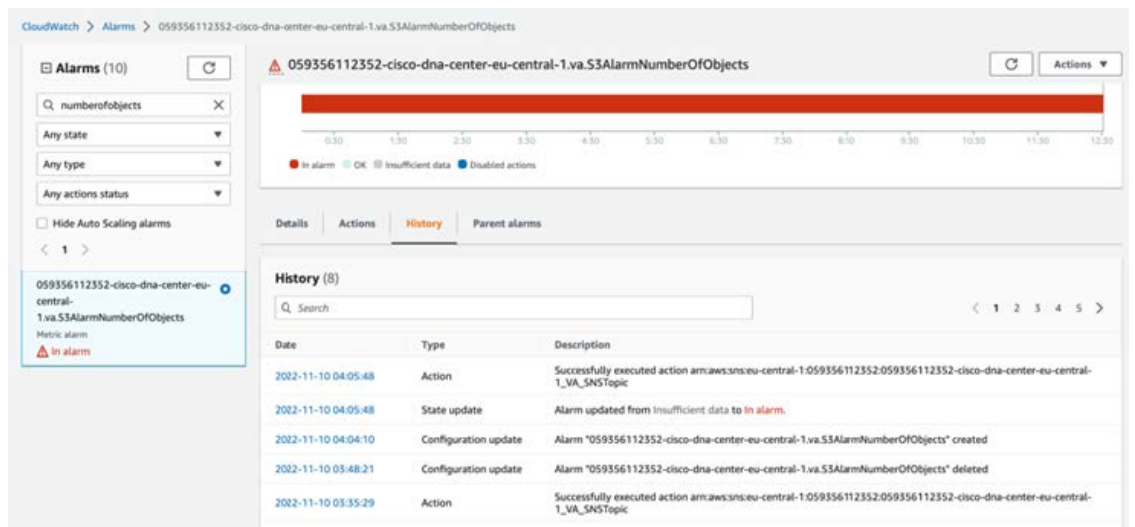 CloudWatch > Alarms > 059356112352-cisco-dna-center-eu-central-1.va.S3AlarmNumberOfObjects
Alarms (10)
numberofobjects
Any state
Any type
Any actions status
Hide Auto Scaling alarms
< 1 >
059356112352-cisco-dna-center-eu-
central-
1.va.S3AlarmNumberOfObjects
Metric alarm
In alarm
059356112352-cisco-dna-center-eu-central-1.va.S3AlarmNumberOfObjects
Actions
0:30 1:30 2:30 3:30 4:30 5:30 6:30 7:30 8:30 9:30 10:30 11:30 12:30
In alarm OK Insufficient data Disabled actions
Details Actions History Parent alarms
History (8)
Search
< 1 2 3 4 5 >
Date Type Description
2022-11-10 04:05:48 Action Successfully executed action arn:aws:sns:eu-central-1:059356112352:059356112352-cisco-dna-center-eu-central-
1_VA_SNSTopic
2022-11-10 04:05:48 State update Alarm updated from Insufficient data to In alarm.
2022-11-10 04:04:10 Configuration update Alarm "059356112352-cisco-dna-center-eu-central-1.va.S3AlarmNumberOfObjects" created
2022-11-10 03:48:21 Configuration update Alarm "059356112352-cisco-dna-center-eu-central-1.va.S3AlarmNumberOfObjects" deleted
2022-11-10 03:35:29 Action Successfully executed action arn:aws:sns:eu-central-1:059356112352:059356112352-cisco-dna-center-eu-central-
1_VA_SNSTopic